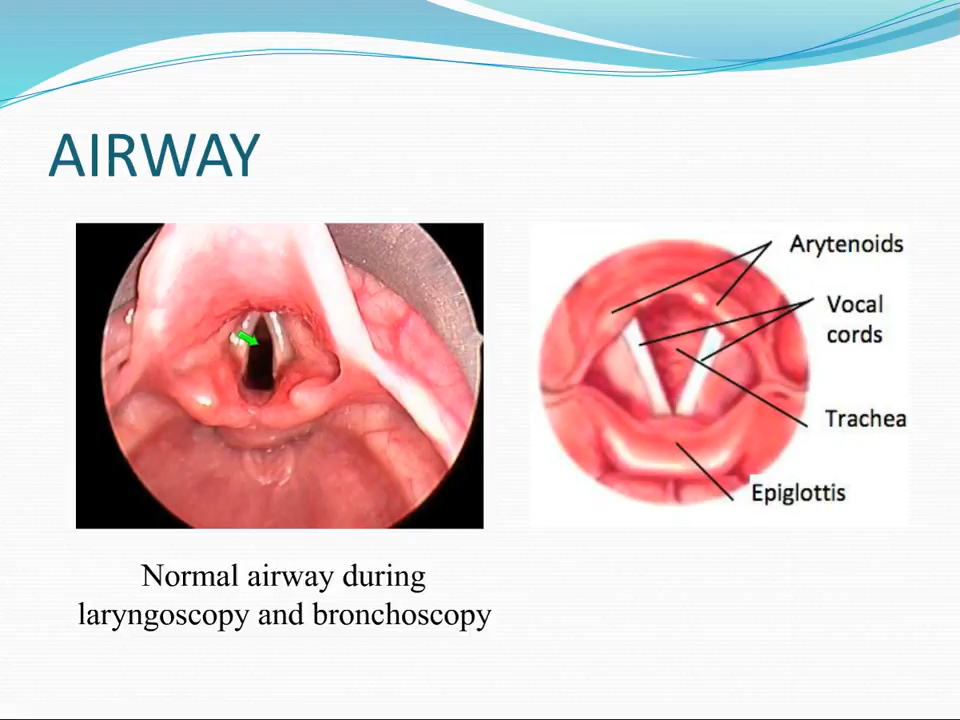 AIRWAY
Arytenoids
Vocal
cords
Trachea
Epiglottis
Normal airway during
laryngoscopy and bronchoscopy